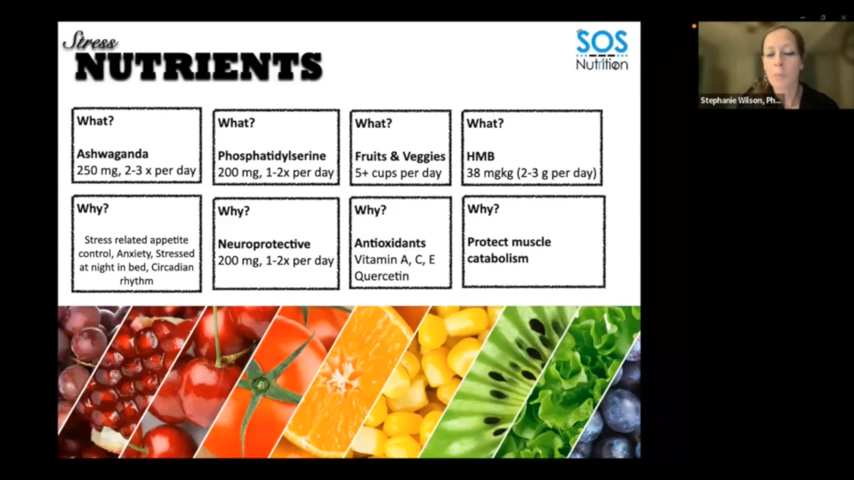 Stress
NUTRIENTS
SOS
Nutrition
What?
Ashwaganda
250 mg, 2-3 x per day
What?
Phosphatidylserine
200 mg, 1-2x per day
What?
Fruits & Veggies
5+ cups per day
What?
HMB
38 mgkg (2-3 g per day)
Why?
Stress related appetite
control, Anxiety, Stressed
at night in bed, Circadian
rhythm
Why?
Neuroprotective
200 mg, 1-2x per day
Why?
Antioxidants
Vitamin A, C, E
Quercetin
Why?
Protect muscle
catabolism
Stephanie Wilson, Ph...